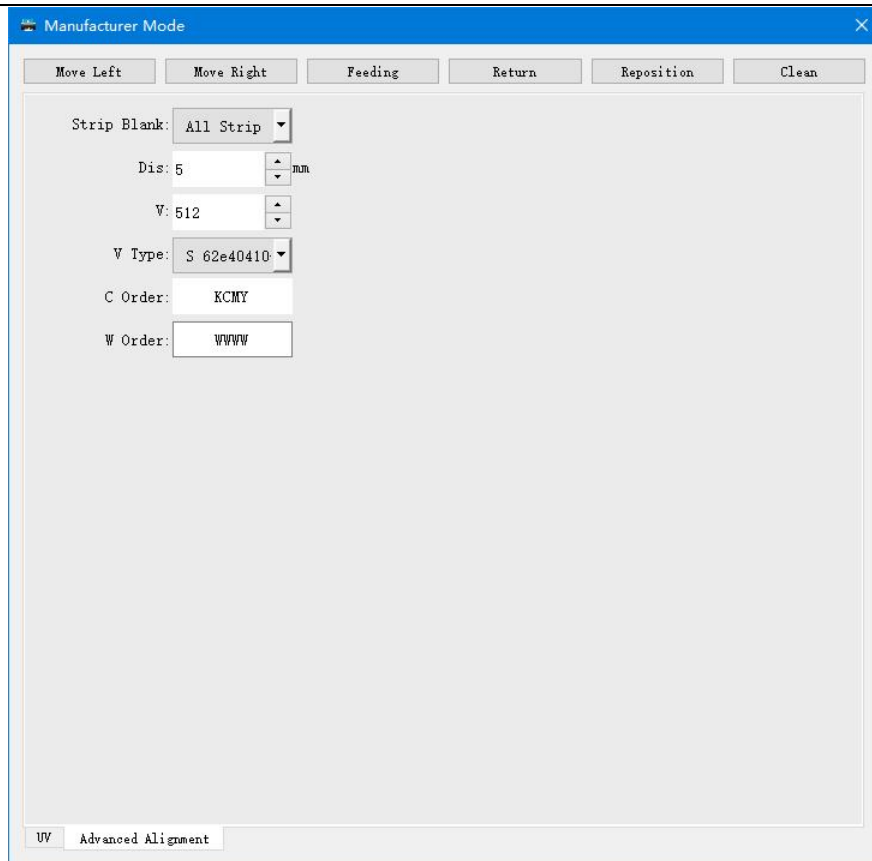 Manufacturer Mode
Move Left Move Right Feeding Return Reposition Clean
Strip Blank: All Strip
Dis: 5 mm
V: 512
V Type: S 62e40410
C Order: KCMY
W Order: WWWW
UV Advanced Alignment